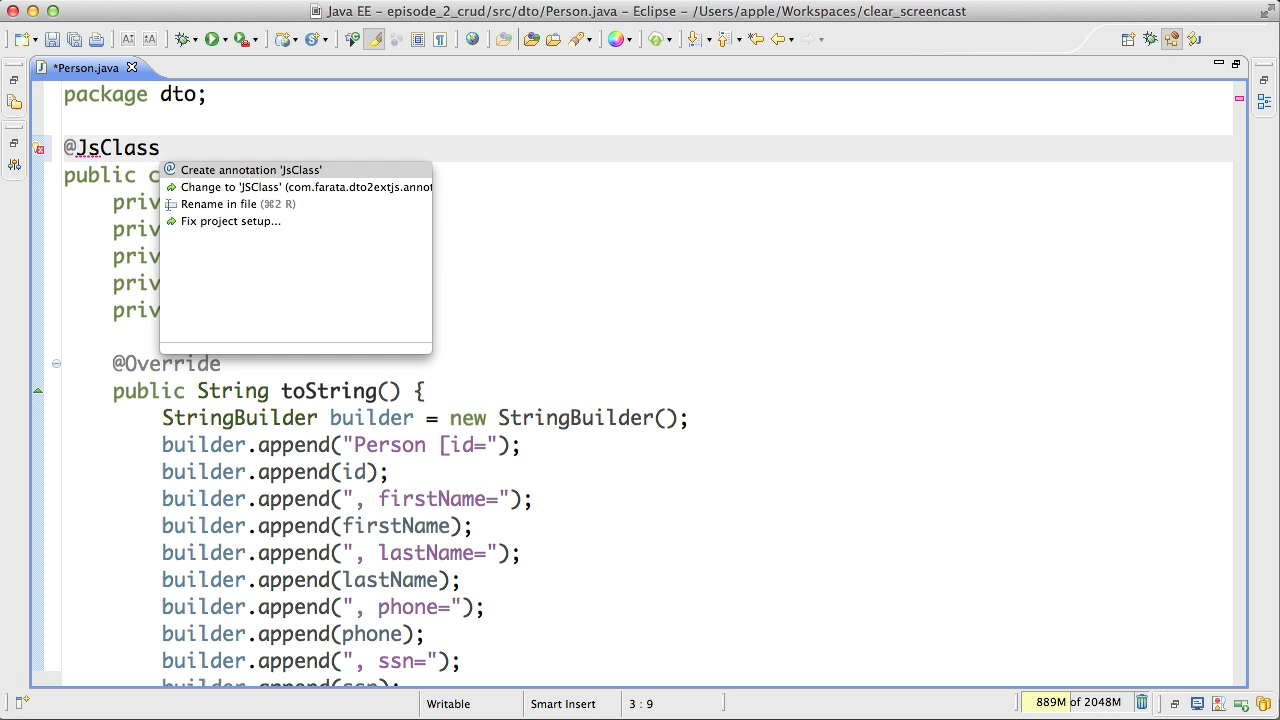 Java EE – episode_2_crud/src/dto/Person.java – Eclipse – /Users/apple/Workspaces/clear_screencast
*Person.java
package dto;
@JsClass
public c
Create annotation 'JsClass'
Change to 'JSClass' (com.farata.dto2extjs.annot
Rename in file (⌘2 R)
Fix project setup...
priv
priv
priv
priv
priv
@Override
public String toString() {
StringBuilder builder = new StringBuilder();
builder.append("Person [id=");
builder.append(id);
builder.append(", firstName=");
builder.append(firstName);
builder.append(", lastName=");
builder.append(lastName);
builder.append(", phone=");
builder.append(phone);
builder.append(", ssn=");
builder.append(ssn);
Writable
Smart Insert
3 : 9
889M of 2048M